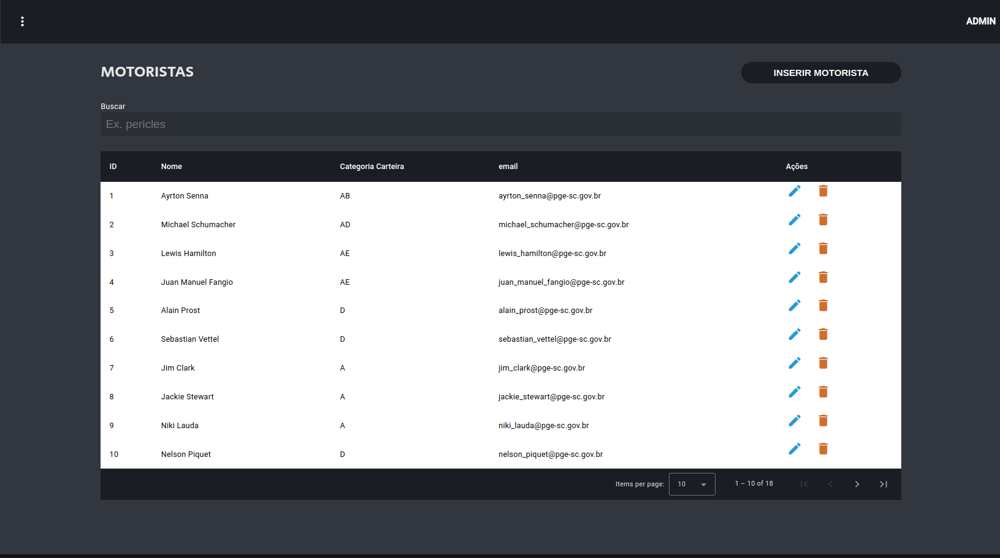 ADMIN
MOTORISTAS
INSERIR MOTORISTA
Buscar
Ex. pericles
ID Nome Categoria Carteira email Ações
1 Ayrton Senna AB ayrton_senna@pge-sc.gov.br
2 Michael Schumacher AD michael_schumacher@pge-sc.gov.br
3 Lewis Hamilton AE lewis_hamilton@pge-sc.gov.br
4 Juan Manuel Fangio AE juan_manuel_fangio@pge-sc.gov.br
5 Alain Prost D alain_prost@pge-sc.gov.br
6 Sebastian Vettel D sebastian_vettel@pge-sc.gov.br
7 Jim Clark A jim_clark@pge-sc.gov.br
8 Jackie Stewart A jackie_stewart@pge-sc.gov.br
9 Niki Lauda A niki_lauda@pge-sc.gov.br
10 Nelson Piquet D nelson_piquet@pge-sc.gov.br
Items per page: 10 1 – 10 of 18